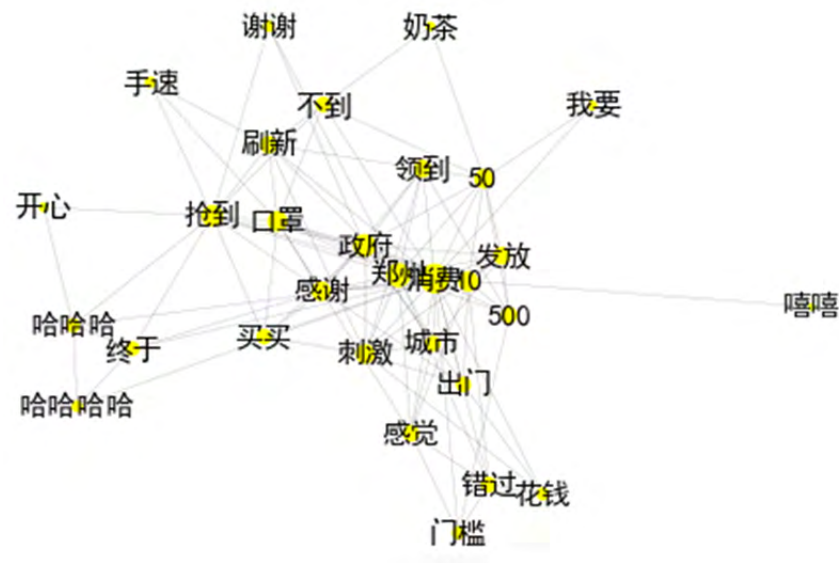 谢谢
奶茶
手速
不到
我要
刷新
领到
50
开心
抢到
口罩
政府
发放
郑州
消费
10
感谢
嘻嘻
500
哈哈哈
终于
买买
刺激
城市
出门
哈哈哈哈
感觉
错过
花钱
门槛